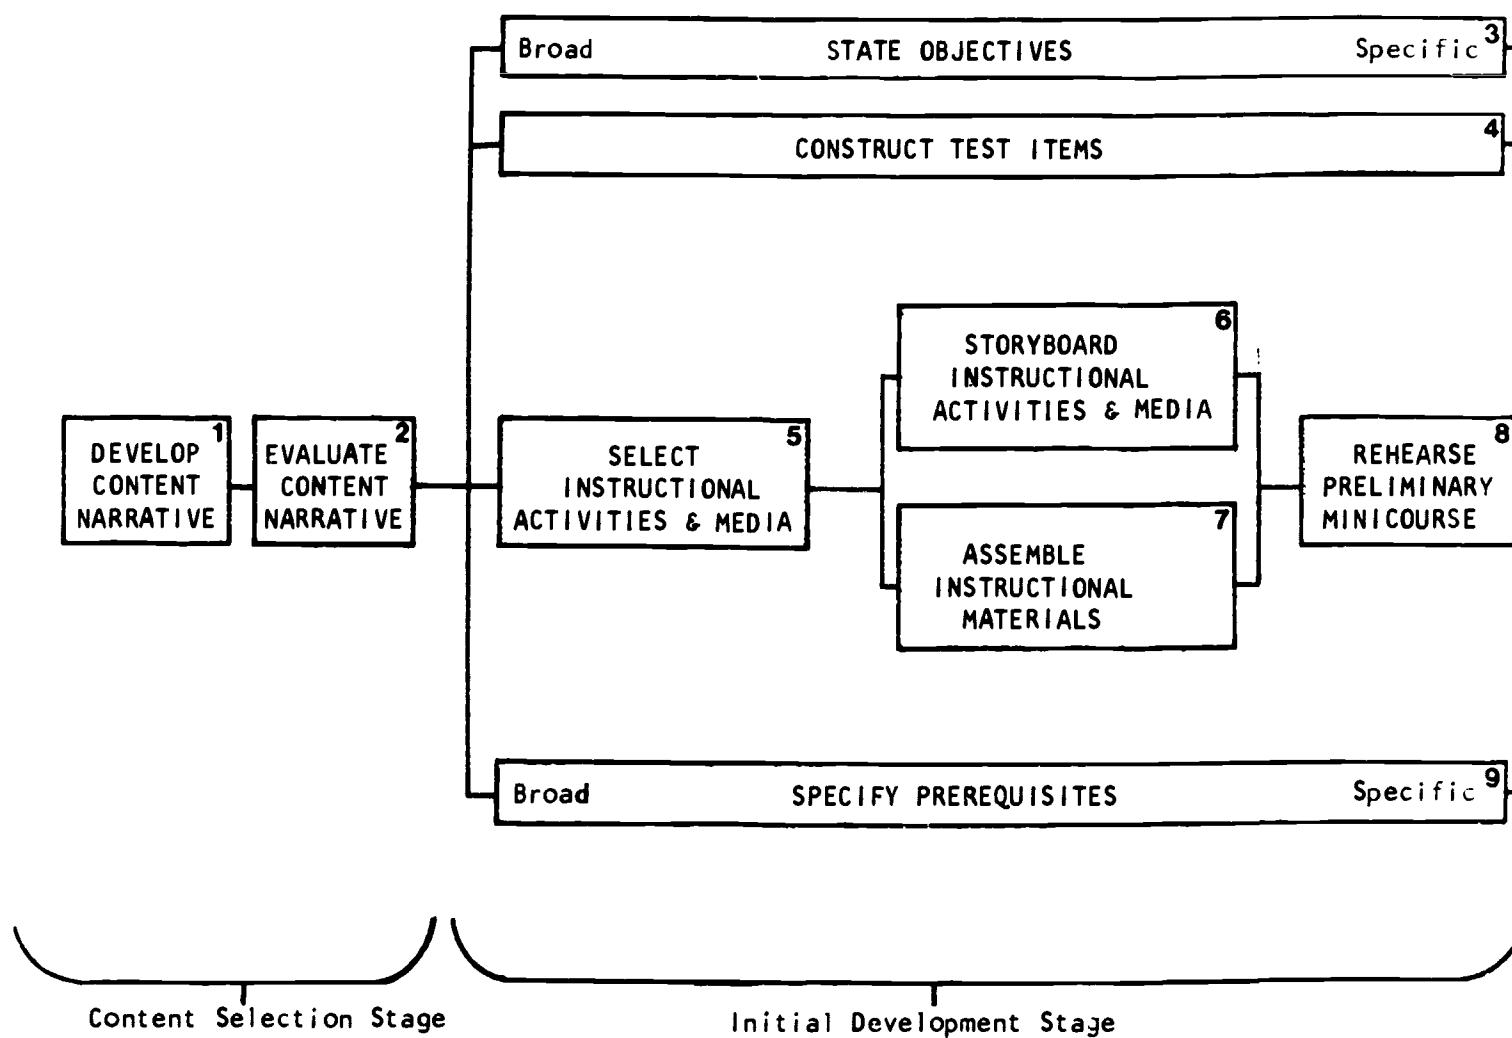 Broad STATE OBJECTIVES Specific 3
CONSTRUCT TEST ITEMS 4
1
DEVELOP
CONTENT
NARRATIVE
2
EVALUATE
CONTENT
NARRATIVE
5
SELECT
INSTRUCTIONAL
ACTIVITIES & MEDIA
6
STORYBOARD
INSTRUCTIONAL
ACTIVITIES & MEDIA
7
ASSEMBLE
INSTRUCTIONAL
MATERIALS
8
REHEARSE
PRELIMINARY
MINICOURSE
Broad SPECIFY PREREQUISITES Specific 9
Content Selection Stage
Initial Development Stage